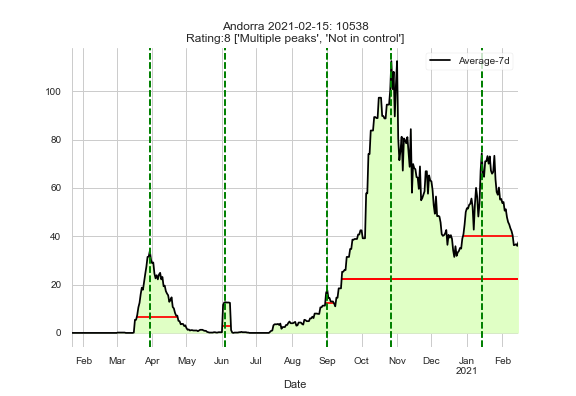 Andorra 2021-02-15: 10538
Rating:8 ['Multiple peaks', 'Not in control']
Average-7d
100
80
60
40
20
0
Feb Mar Apr May Jun Jul Aug Sep Oct Nov Dec Jan Feb
2021
Date